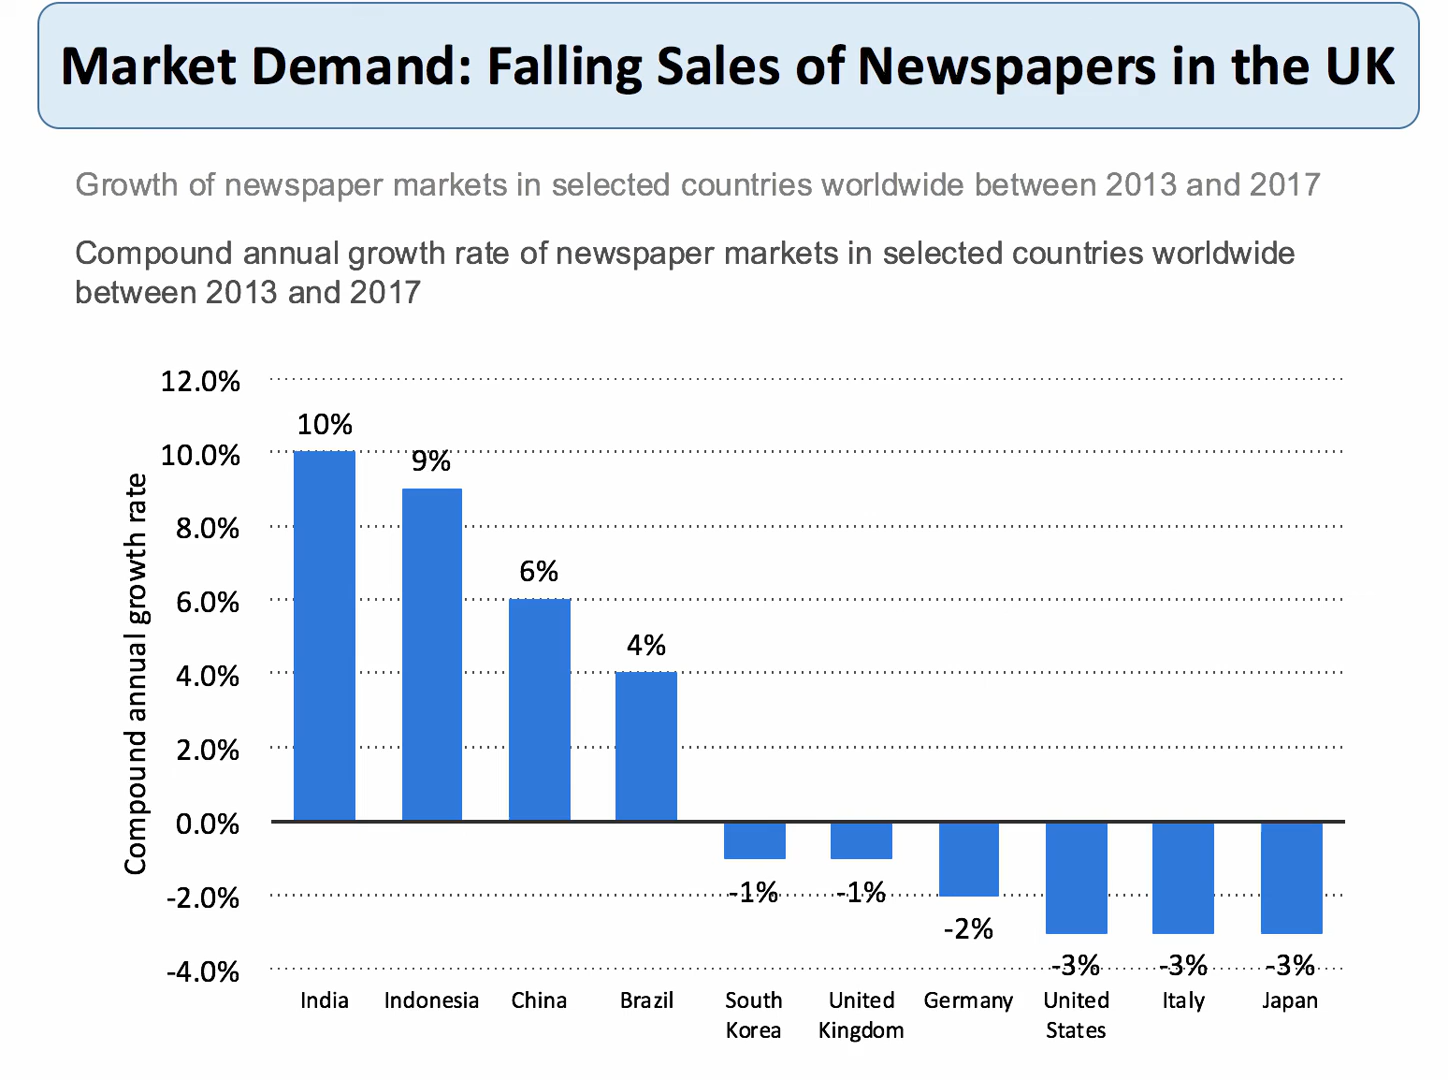 Market Demand: Falling Sales of Newspapers in the UK
Growth of newspaper markets in selected countries worldwide between 2013 and 2017
Compound annual growth rate of newspaper markets in selected countries worldwide
between 2013 and 2017
Compound annual growth rate
12.0%
10.0%
8.0%
6.0%
4.0%
2.0%
0.0%
-2.0%
-4.0%
10%
9%
6%
4%
-1%
-1%
-2%
-3%
-3%
-3%
India
Indonesia
China
Brazil
South
Korea
United
Kingdom
Germany
United
States
Italy
Japan